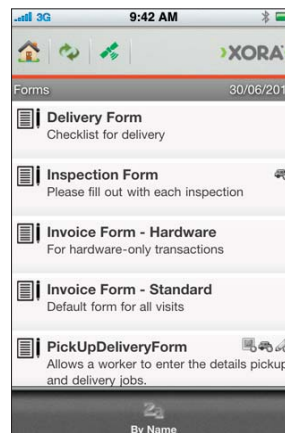 3G 9:42 AM
XORA
Forms 30/06/201
Delivery Form
Checklist for delivery
Inspection Form
Please fill out with each inspection
Invoice Form - Hardware
For hardware-only transactions
Invoice Form - Standard
Default form for all visits
PickUpDeliveryForm
Allows a worker to enter the details pickup
and delivery jobs.
By Name